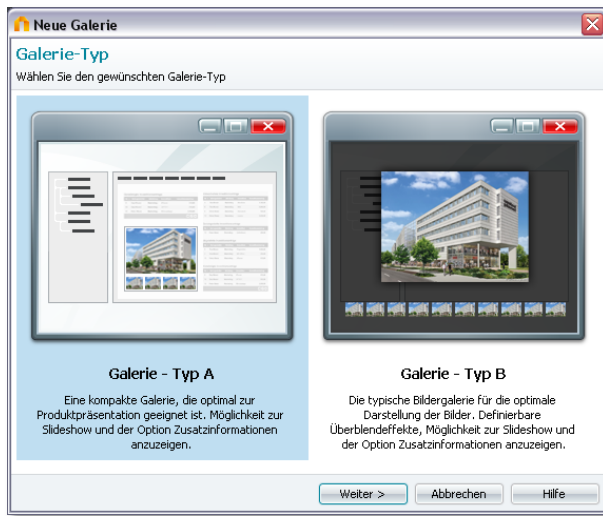 Neue Galerie
Galerie-Typ
Wählen Sie den gewünschten Galerie-Typ
Galerie - Typ A
Eine kompakte Galerie, die optimal zur
Produktpräsentation geeignet ist. Möglichkeit zur
Slideshow und der Option Zusatzinformationen
anzuzeigen.
Galerie - Typ B
Die typische Bildergalerie für die optimale
Darstellung der Bilder. Definierbare
Überblendeffekte, Möglichkeit zur Slideshow und
der Option Zusatzinformationen anzuzeigen.
Weiter >
Abbrechen
Hilfe